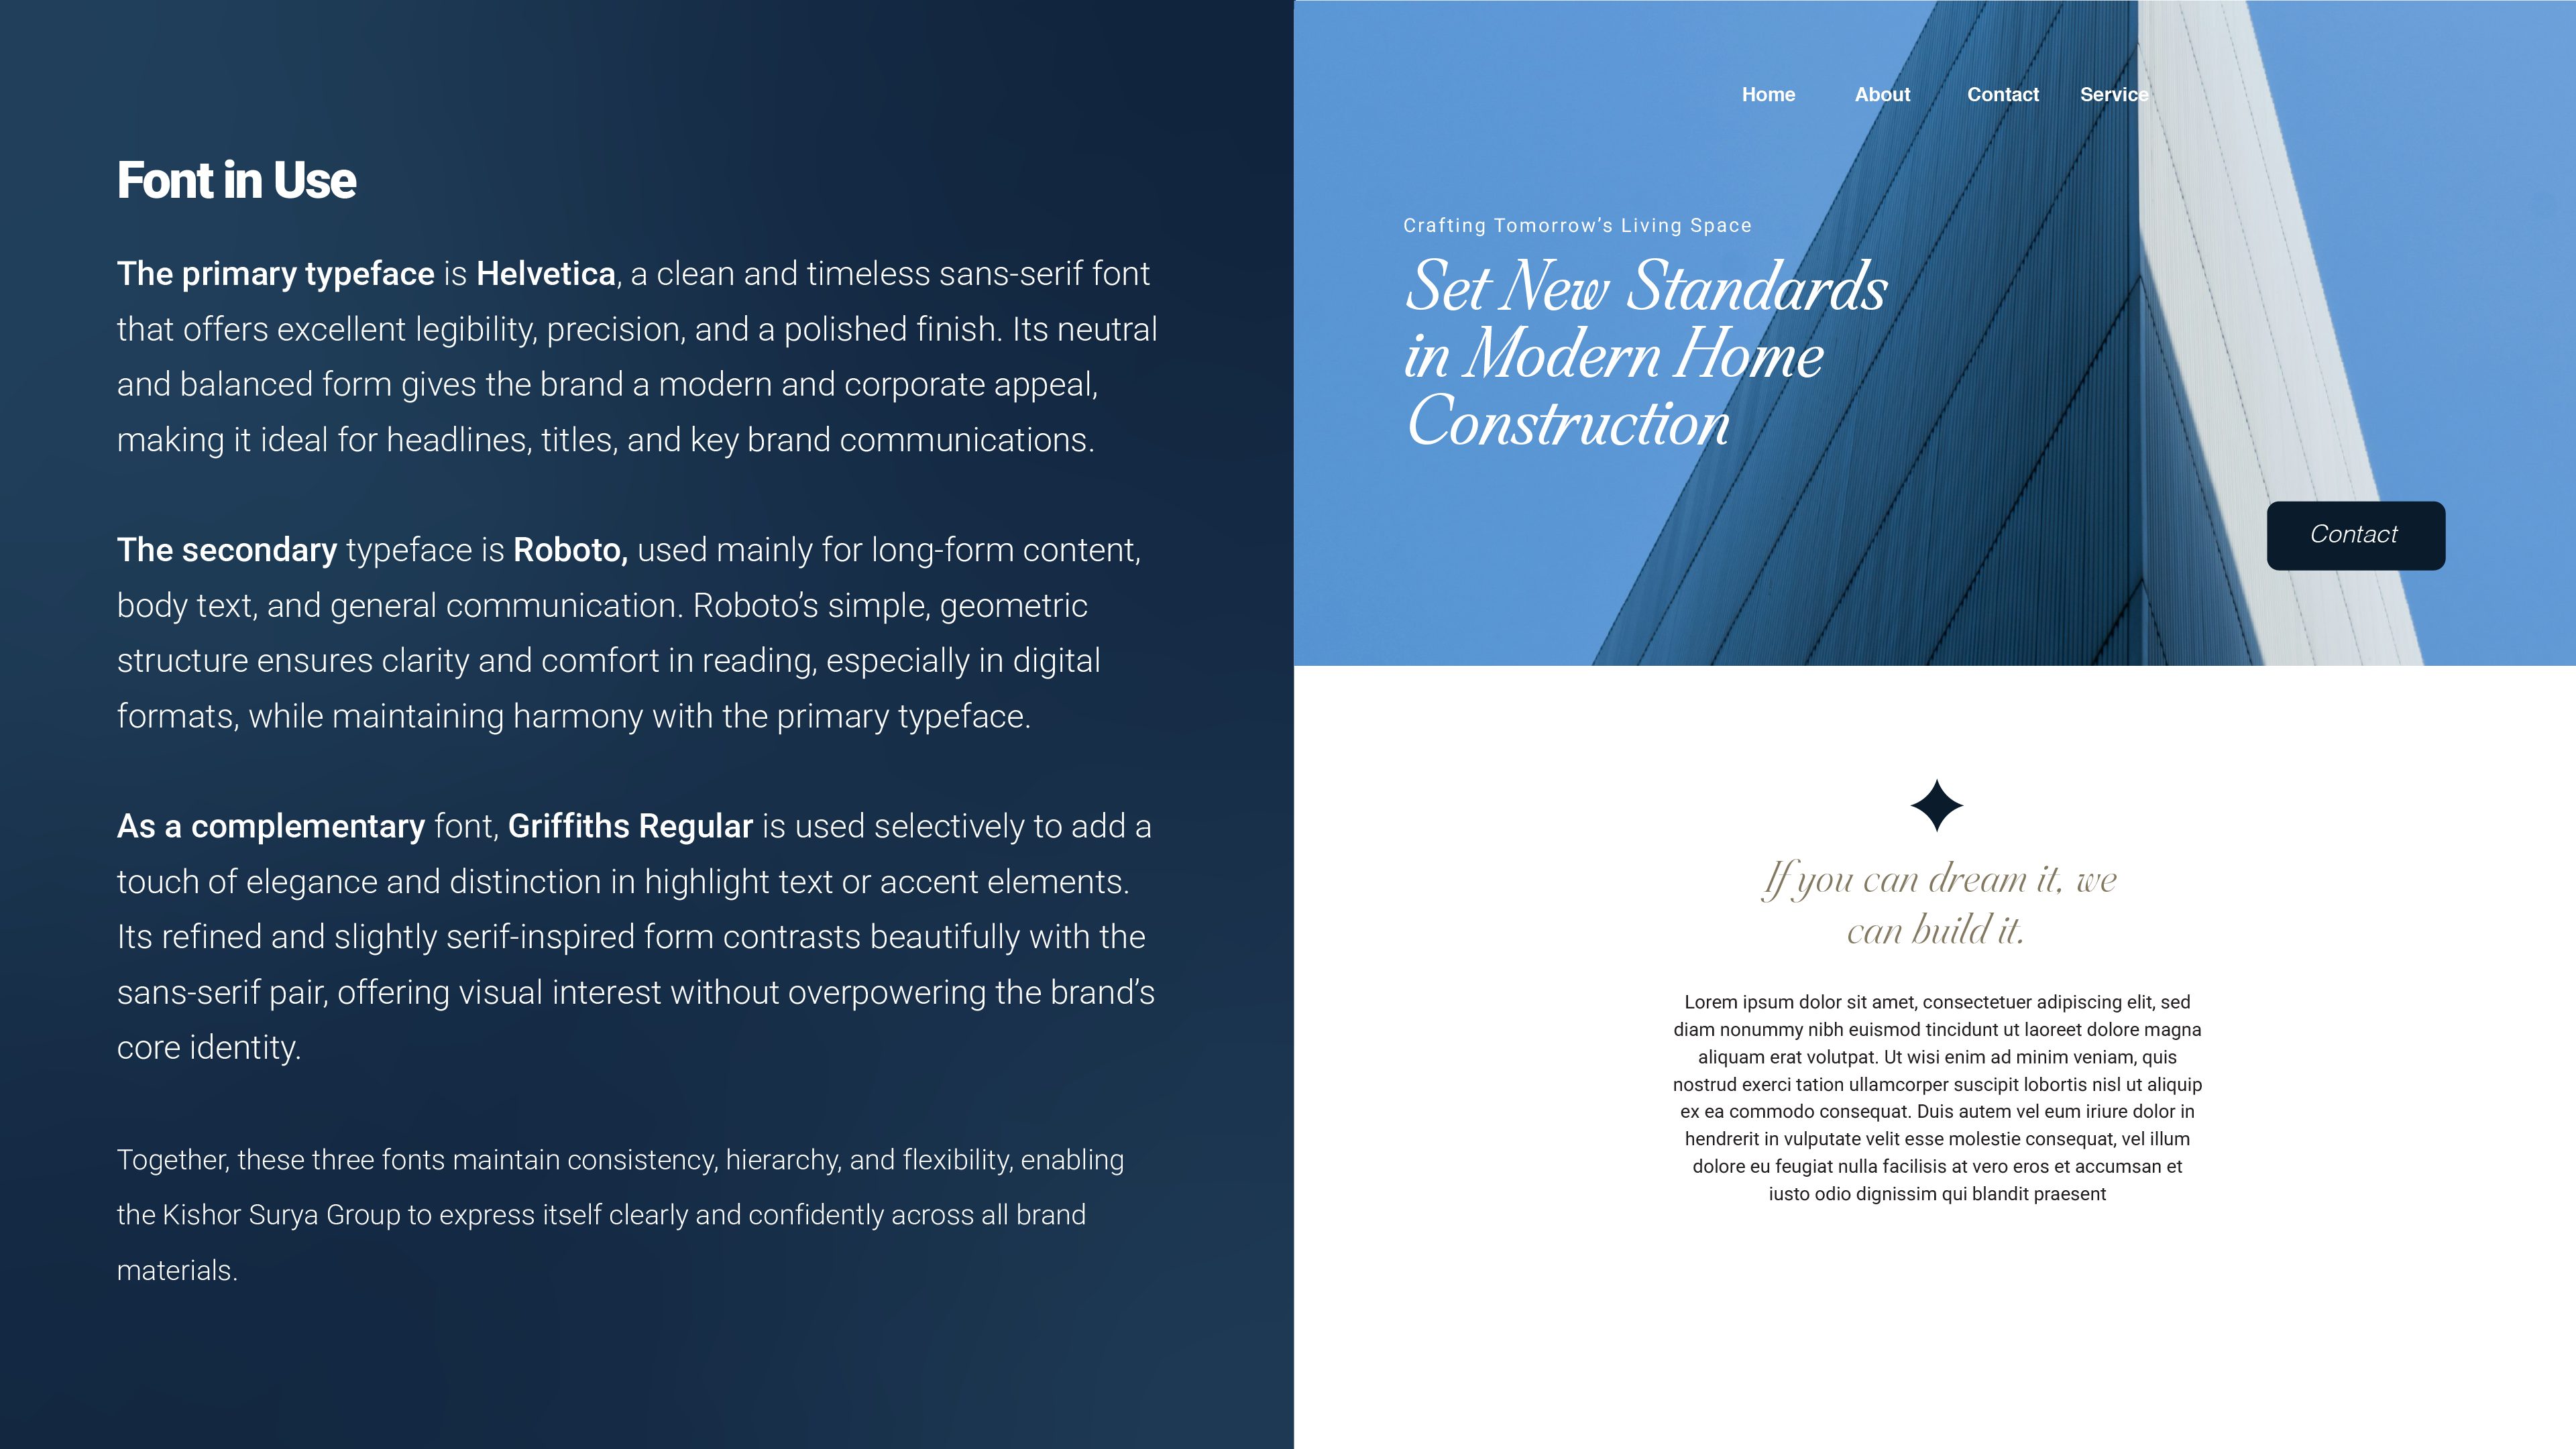 Font in Use
The primary typeface is Helvetica, a clean and timeless sans-serif font
that offers excellent legibility, precision, and a polished finish. Its neutral
and balanced form gives the brand a modern and corporate appeal,
making it ideal for headlines, titles, and key brand communications.
The secondary typeface is Roboto, used mainly for long-form content,
body text, and general communication. Roboto’s simple, geometric
structure ensures clarity and comfort in reading, especially in digital
formats, while maintaining harmony with the primary typeface.
As a complementary font, Griffiths Regular is used selectively to add a
touch of elegance and distinction in highlight text or accent elements.
Its refined and slightly serif-inspired form contrasts beautifully with the
sans-serif pair, offering visual interest without overpowering the brand’s
core identity.
Together, these three fonts maintain consistency, hierarchy, and flexibility, enabling
the Kishor Surya Group to express itself clearly and confidently across all brand
materials.
Home About Contact Service
Crafting Tomorrow’s Living Space
Set New Standards
in Modern Home
Construction
Contact
If you can dream it, we
can build it.
Lorem ipsum dolor sit amet, consectetuer adipiscing elit, sed
diam nonummy nibh euismod tincidunt ut laoreet dolore magna
aliquam erat volutpat. Ut wisi enim ad minim veniam, quis
nostrud exerci tation ullamcorper suscipit lobortis nisl ut aliquip
ex ea commodo consequat. Duis autem vel eum iriure dolor in
hendrerit in vulputate velit esse molestie consequat, vel illum
dolore eu feugiat nulla facilisis at vero eros et accumsan et
iusto odio dignissim qui blandit praesent